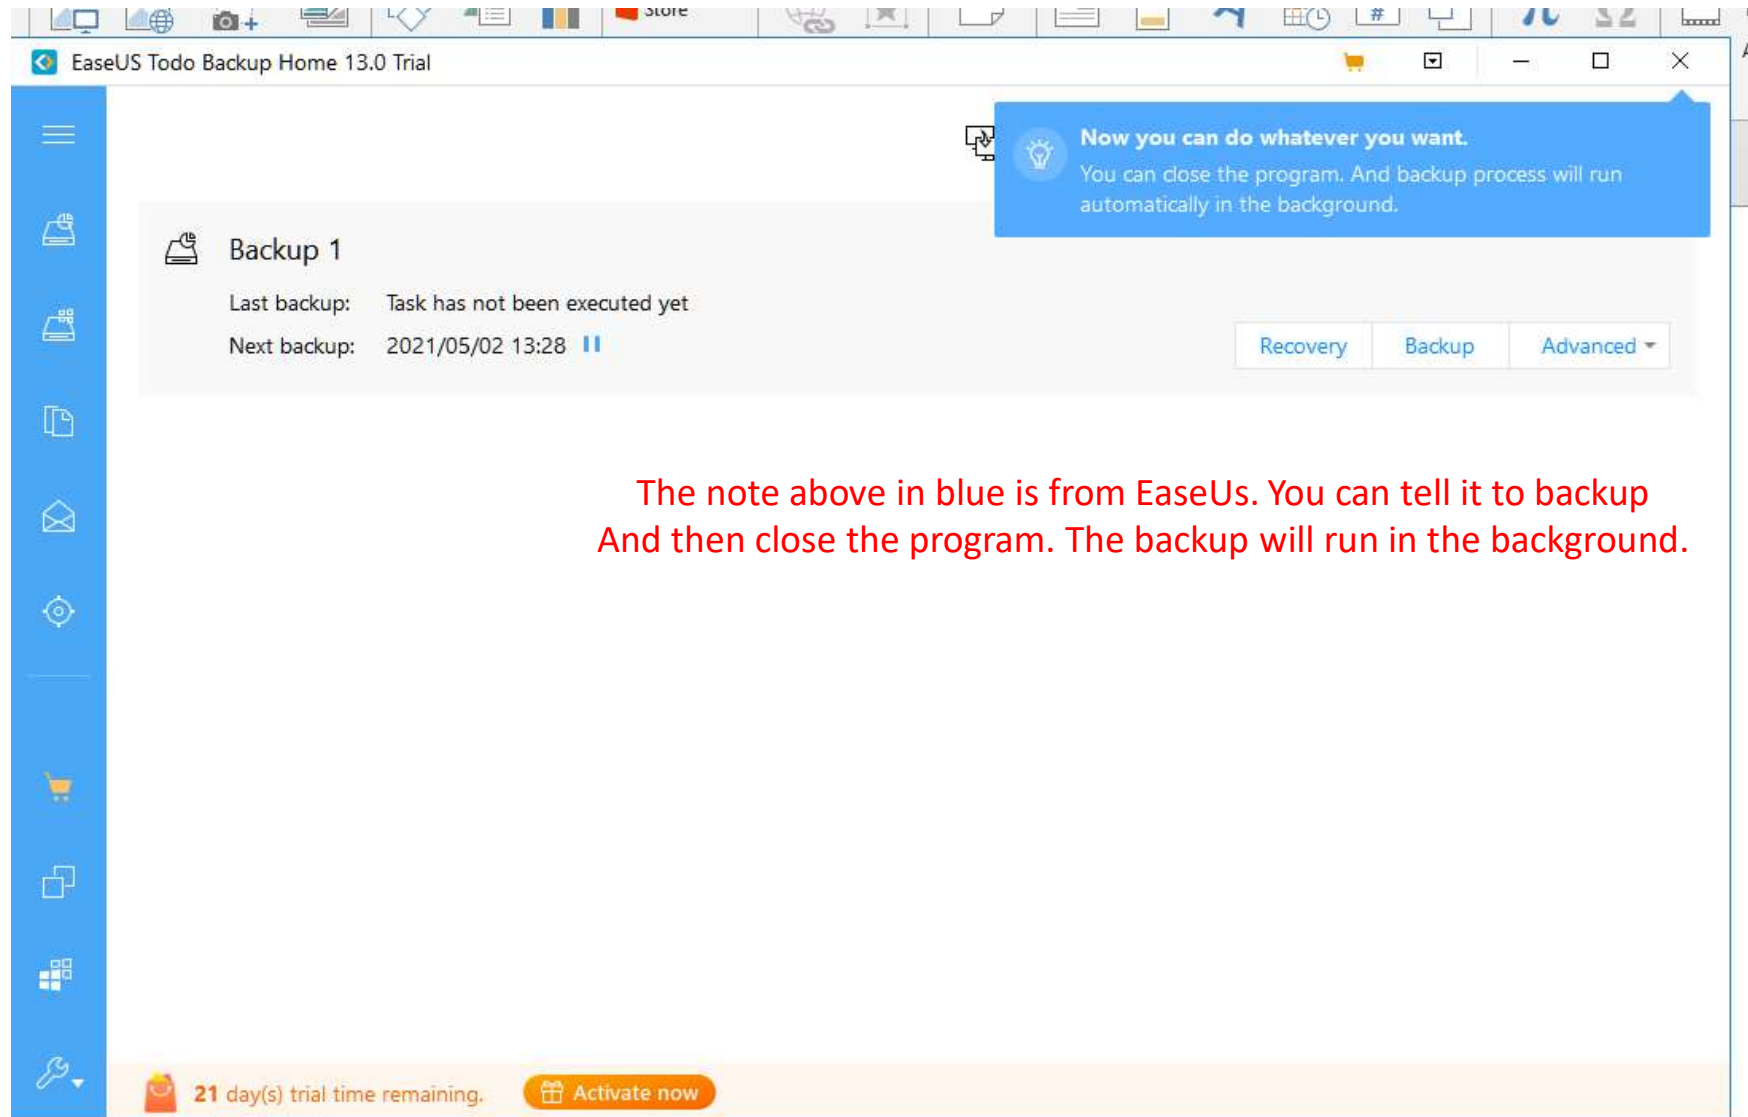 Store
EaseUS Todo Backup Home 13.0 Trial
Now you can do whatever you want.
You can close the program. And backup process will run
automatically in the background.
Backup 1
Last backup: Task has not been executed yet
Next backup: 2021/05/02 13:28
Recovery Backup Advanced
The note above in blue is from EaseUs. You can tell it to backup
And then close the program. The backup will run in the background.
21 day(s) trial time remaining. Activate now